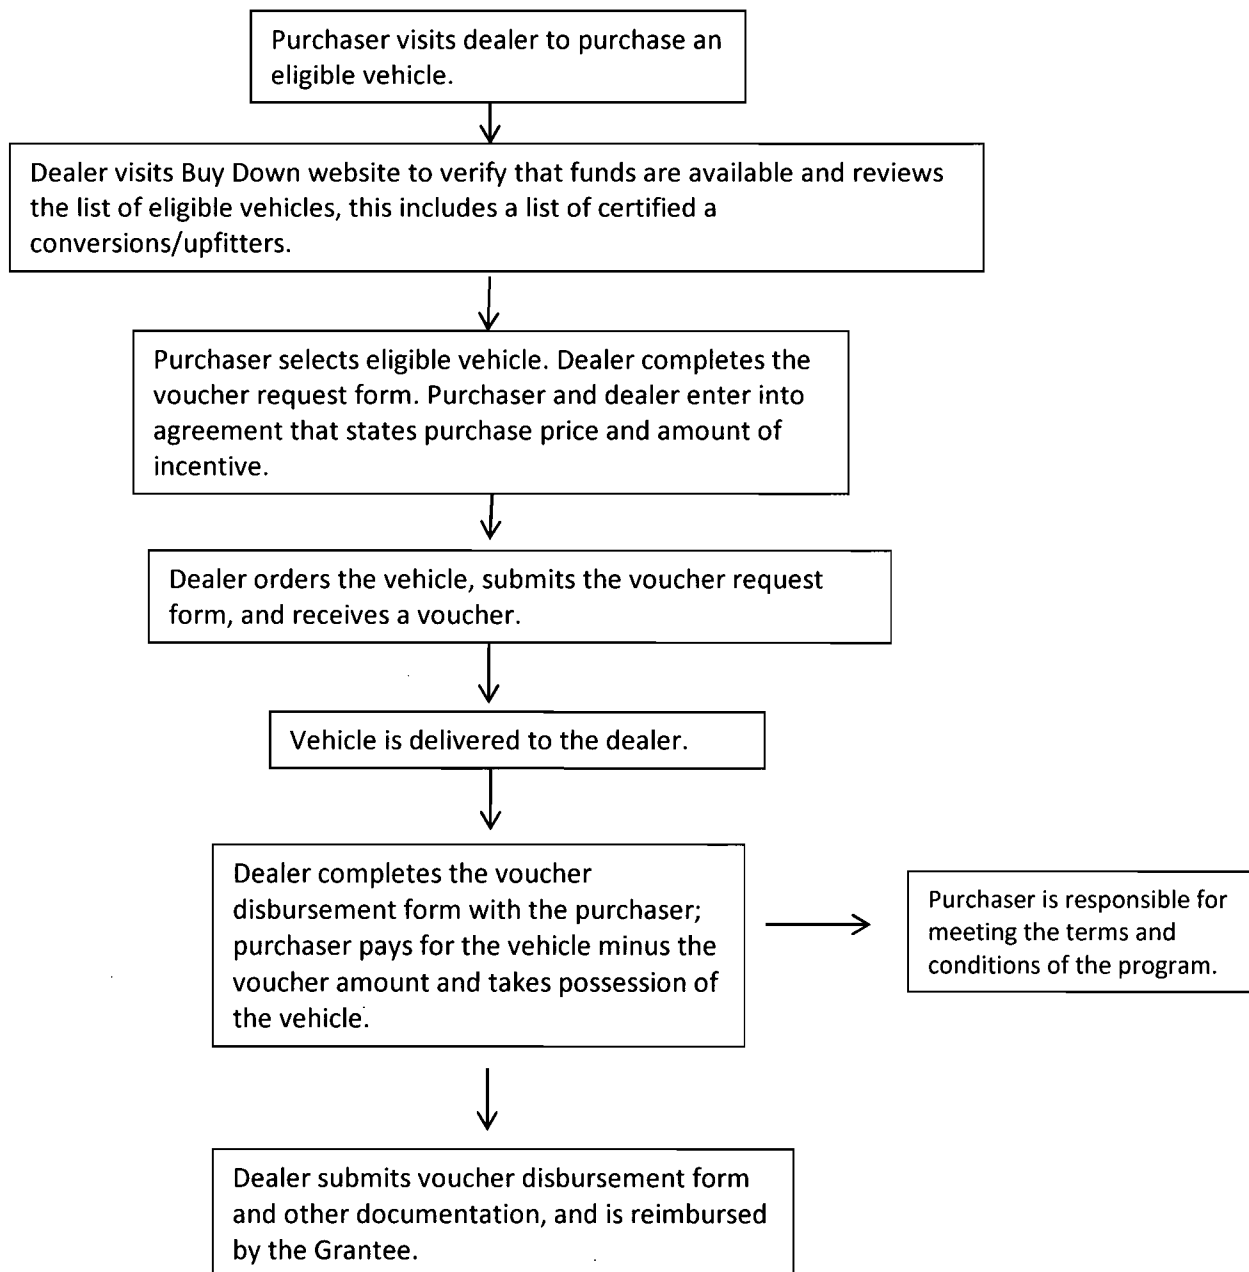 Purchaser visits dealer to purchase an
eligible vehicle.
Dealer visits Buy Down website to verify that funds are available and reviews
the list of eligible vehicles, this includes a list of certified a
conversions/upfitters.
Purchaser selects eligible vehicle. Dealer completes the
voucher request form. Purchaser and dealer enter into
agreement that states purchase price and amount of
incentive.
Dealer orders the vehicle, submits the voucher request
form, and receives a voucher.
Vehicle is delivered to the dealer.
Dealer completes the voucher
disbursement form with the purchaser;
purchaser pays for the vehicle minus the
voucher amount and takes possession of
the vehicle.
Purchaser is responsible for
meeting the terms and
conditions of the program.
Dealer submits voucher disbursement form
and other documentation, and is reimbursed
by the Grantee.